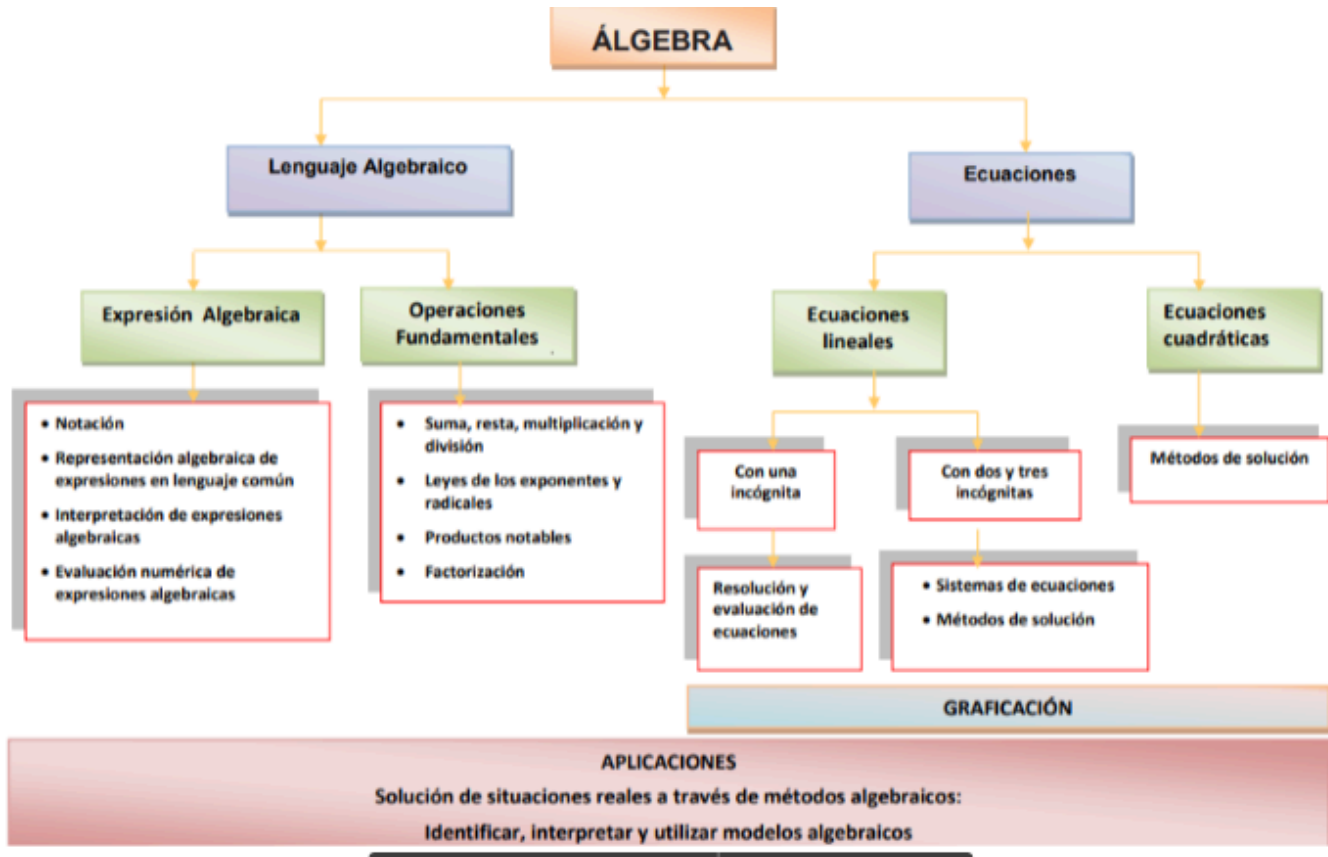 ÁLGEBRA
Lenguaje Algebraico
Ecuaciones
Expresión Algebraica
Operaciones
Fundamentales
Ecuaciones
lineales
Ecuaciones
cuadráticas
• Notación
• Representación algebraica de
expresiones en lenguaje común
• Interpretación de expresiones
algebraicas
• Evaluación numérica de
expresiones algebraicas
• Suma, resta, multiplicación y
división
• Leyes de los exponentes y
radicales
• Productos notables
• Factorización
Con una
incógnita
Con dos y tres
incógnitas
Métodos de solución
Resolución y
evaluación de
ecuaciones
• Sistemas de ecuaciones
• Métodos de solución
GRAFICACIÓN
APLICACIONES
Solución de situaciones reales a través de métodos algebraicos:
Identificar, interpretar y utilizar modelos algebraicos